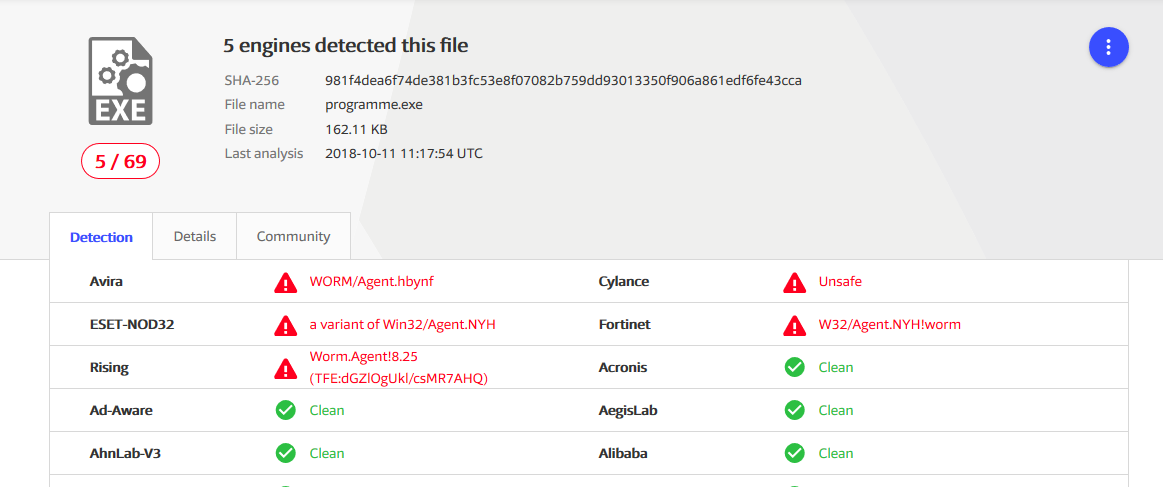 5 engines detected this file
EXE
SHA-256 981f4dea6f74de381b3fc53e8f07082b759dd93013350f906a861edf6fe43cca
File name programme.exe
File size 162.11 KB
5 / 69
Last analysis 2018-10-11 11:17:54 UTC
Detection Details Community
Avira WORM/Agent.hbynf Cylance Unsafe
ESET-NOD32 a variant of Win32/Agent.NYH Fortinet W32/Agent.NYH!worm
Rising Worm.Agent!8.25 (TFE:dGZlOgUkl/csMR7AHQ) Acronis Clean
Ad-Aware Clean AegisLab Clean
AhnLab-V3 Clean Alibaba Clean